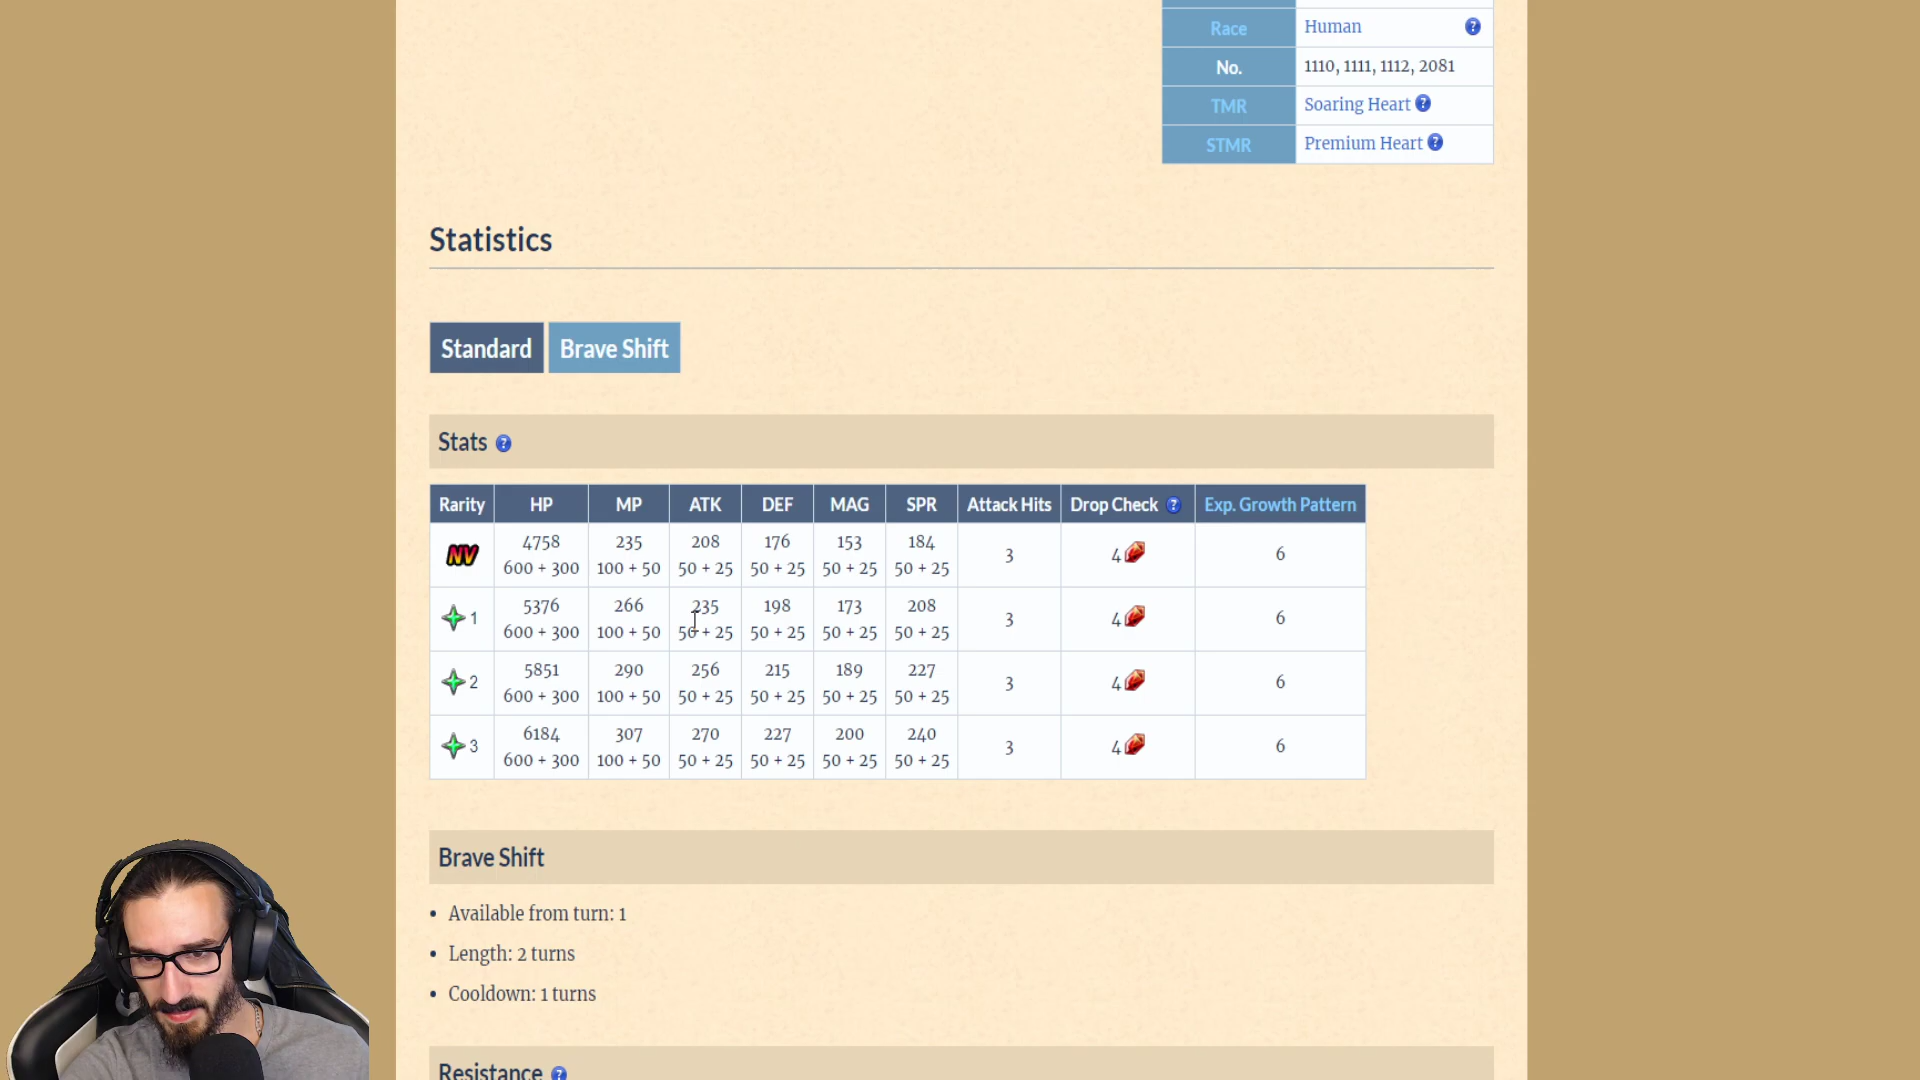 Race Human ?
No. 1110, 1111, 1112, 2081
TMR Soaring Heart ?
STMR Premium Heart ?
Statistics
Standard Brave Shift
Stats ?
Rarity HP MP ATK DEF MAG SPR Attack Hits Drop Check ? Exp. Growth Pattern
NV 4758 235 208 176 153 184 3 4 6
600 + 300 100 + 50 50 + 25 50 + 25 50 + 25 50 + 25
1 5376 266 235 198 173 208 3 4 6
600 + 300 100 + 50 50 + 25 50 + 25 50 + 25 50 + 25
2 5851 290 256 215 189 227 3 4 6
600 + 300 100 + 50 50 + 25 50 + 25 50 + 25 50 + 25
3 6184 307 270 227 200 240 3 4 6
600 + 300 100 + 50 50 + 25 50 + 25 50 + 25 50 + 25
Brave Shift
• Available from turn: 1
• Length: 2 turns
• Cooldown: 1 turns
Resistance ?